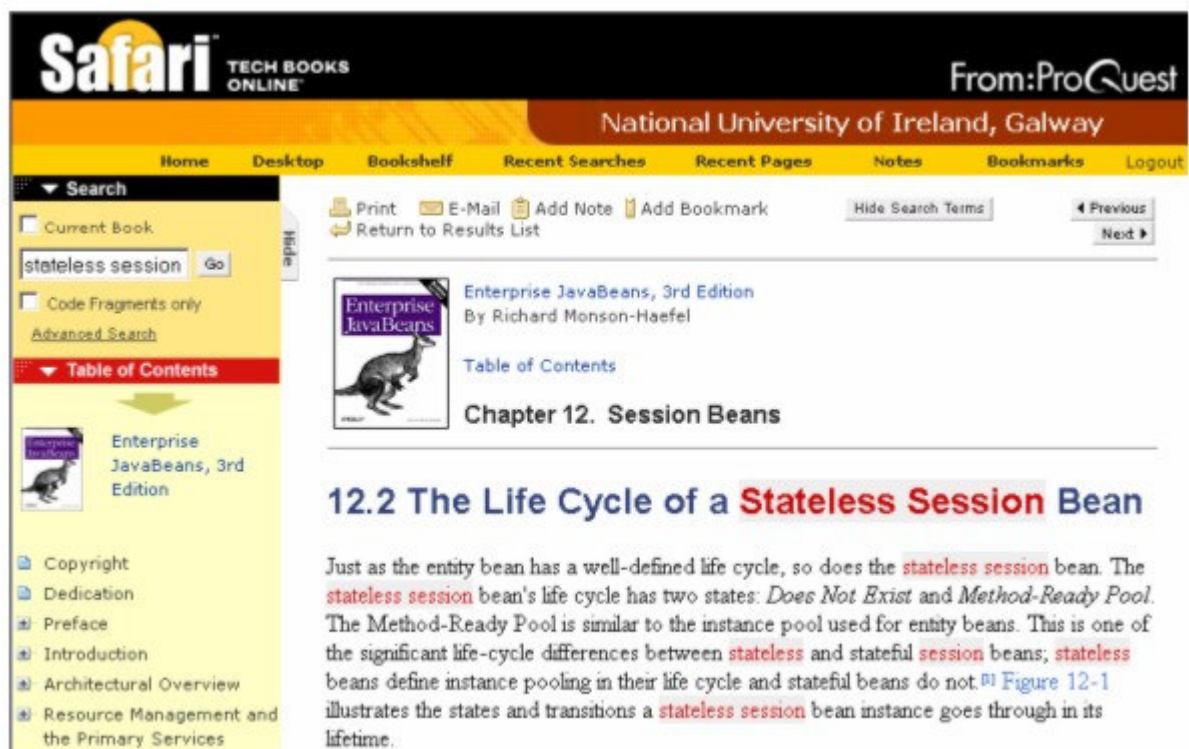 Safari TECH BOOKS ONLINE
From:ProQuest
National University of Ireland, Galway
Home Desktop Bookshelf Recent Searches Recent Pages Notes Bookmarks Logout
Search
Current Book
stateless session Go
Code Fragments only
Advanced Search
Hide
Print E-Mail Add Note Add Bookmark Hide Search Terms Previous
Return to Results List Next
Enterprise JavaBeans
Enterprise JavaBeans, 3rd Edition
By Richard Monson-Haefel
Table of Contents
Chapter 12. Session Beans
Table of Contents
Enterprise
JavaBeans, 3rd
Edition
Copyright
Dedication
Preface
Introduction
Architectural Overview
Resource Management and
the Primary Services
12.2 The Life Cycle of a Stateless Session Bean
Just as the entity bean has a well-defined life cycle, so does the stateless session bean. The
stateless session bean's life cycle has two states: Does Not Exist and Method-Ready Pool.
The Method-Ready Pool is similar to the instance pool used for entity beans. This is one of
the significant life-cycle differences between stateless and stateful session beans; stateless
beans define instance pooling in their life cycle and stateful beans do not.[1] Figure 12-1
illustrates the states and transitions a stateless session bean instance goes through in its
lifetime.